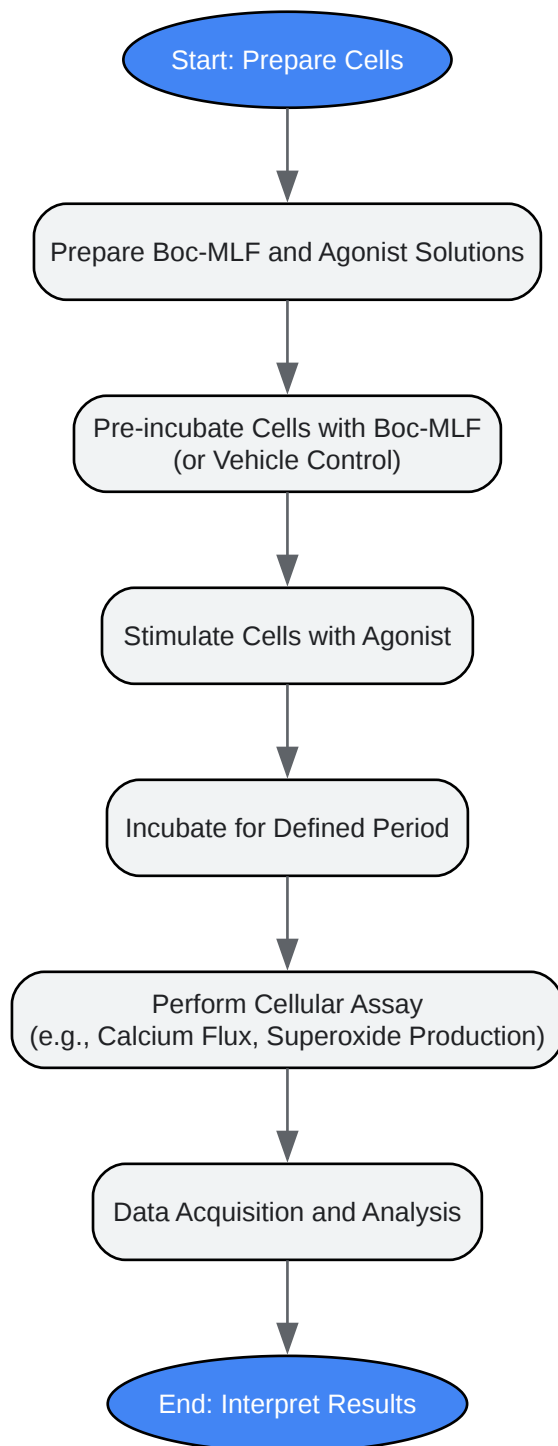 Start: Prepare Cells
Prepare Boc-MLF and Agonist Solutions
Pre-incubate Cells with Boc-MLF
(or Vehicle Control)
Stimulate Cells with Agonist
Incubate for Defined Period
Perform Cellular Assay
(e.g., Calcium Flux, Superoxide Production)
Data Acquisition and Analysis
End: Interpret Results